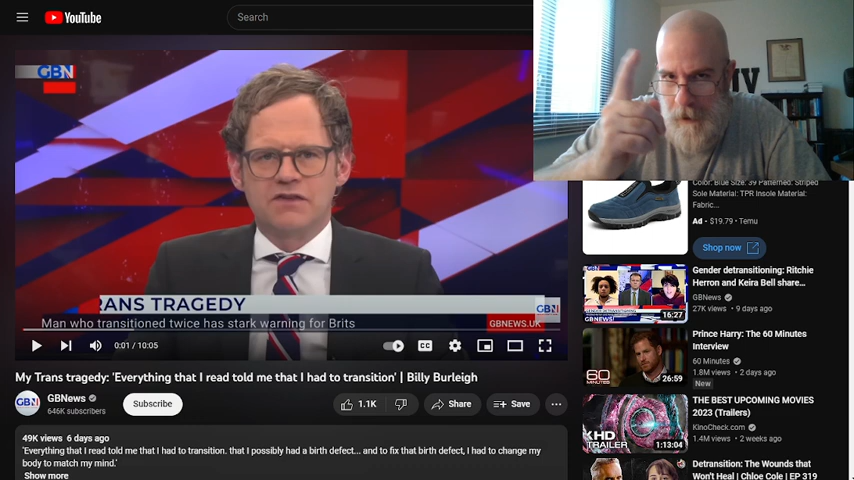 YouTube
Search
GBN
TRANS TRAGEDY
GBN
Man who transitioned twice has stark warning for Brits
GBNEWS.UK
0:01 / 10:05
CC
My Trans tragedy: 'Everything that I read told me that I had to transition' | Billy Burleigh
GBN
GBNews
646K subscribers
Subscribe
1.1K
Share
Save
49K views 6 days ago
'Everything that I read told me that I had to transition. that I possibly had a birth defect... and to fix that birth defect, I had to change my
body to match my mind.'
Show more
Color: Blue Size: 39 Patterned: Striped
Sole Material: TPR Insole Material:
Fabric...
Ad • $19.79 • Temu
Shop now
GBNEWS!
16:27
Gender detransitioning: Ritchie
Herron and Keira Bell share...
GBNews
27K views • 9 days ago
60
MINUTES
26:59
Prince Harry: The 60 Minutes
Interview
60 Minutes
1.8M views • 2 days ago
New
KHD
TRAILER
1:13:04
THE BEST UPCOMING MOVIES
2023 (Trailers)
KinoCheck.com
1.4M views • 2 weeks ago
Detransition: The Wounds that
Won't Heal | Chloe Cole | EP 319